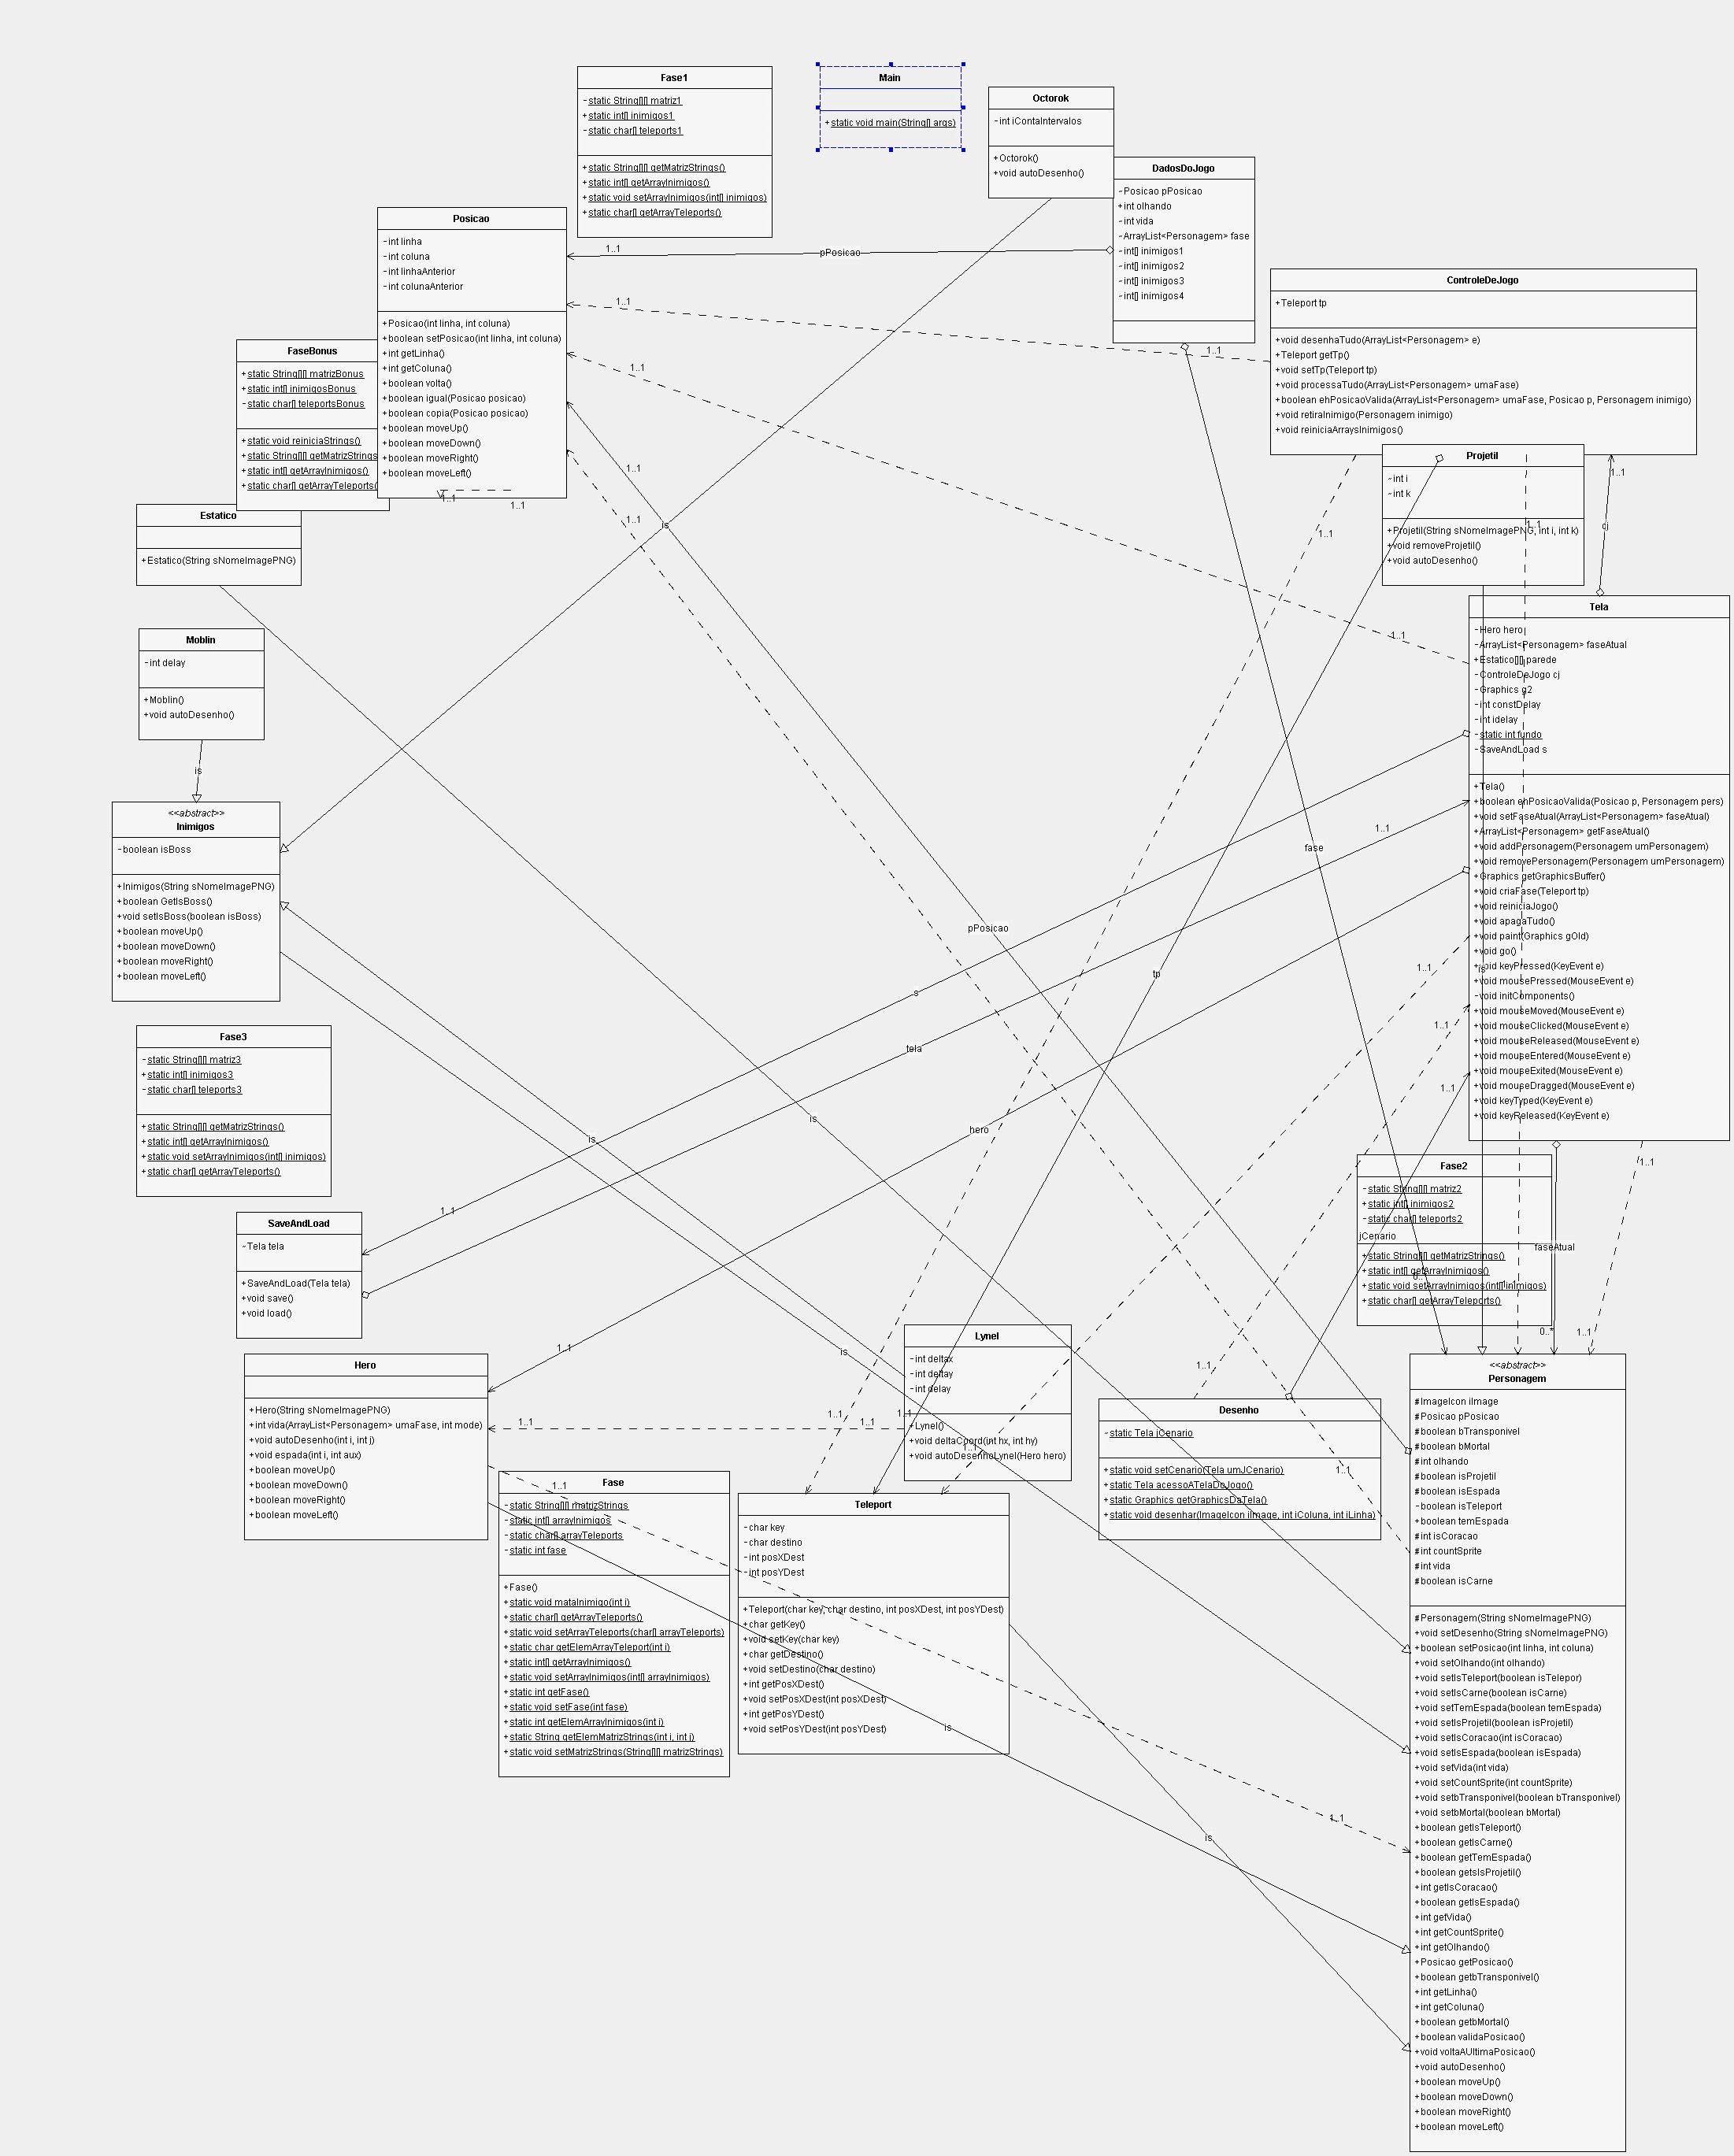 Fase1
-static String[][] matriz1
+static int[] inimigos1
-static char[] teleports1
+static String[][] getMatrizStrings()
+static int[] getArrayInimigos()
+static void setArrayInimigos(int[] inimigos)
+static char[] getArrayTeleports()
Main
+static void main(String[] args)
Octorok
-int iContaIntervalos
+Octorok()
+void autoDesenho()
DadosDoJogo
~Posicao pPosicao
+int olhando
~int vida
~ArrayList<Personagem> fase
~int[] inimigos1
~int[] inimigos2
~int[] inimigos3
~int[] inimigos4
Posicao
-int linha
-int coluna
-int linhaAnterior
-int colunaAnterior
+Posicao(int linha, int coluna)
+boolean setPosicao(int linha, int coluna)
+int getLinha()
+int getColuna()
+boolean volta()
+boolean igual(Posicao posicao)
+boolean copia(Posicao posicao)
+boolean moveUp()
+boolean moveDown()
+boolean moveRight()
+boolean moveLeft()
1..1
1..1
1..1
pPosicao
1..1
1..1
1..1
1..1
1..1
1..1
ControleDeJogo
+Teleport tp
+void desenhaTudo(ArrayList<Personagem> e)
+Teleport getTp()
+void setTp(Teleport tp)
+void processaTudo(ArrayList<Personagem> umaFase)
+boolean ehPosicaoValida(ArrayList<Personagem> umaFase, Posicao p, Personagem inimigo)
+void retiraInimigo(Personagem inimigo)
+void reiniciaArraysInimigos()
FaseBonus
+static String[][] matrizBonus
+static int[] inimigosBonus
-static char[] teleportsBonus
+static void reiniciaStrings()
+static String[][] getMatrizStrings
+static int[] getArrayInimigos()
+static char[] getArrayTeleports()
Projetil
~int i
~int k
+Projetil(String sNomeImagePNG, int i, int k)
+void removeProjetil()
+void autoDesenho()
1..1
1..1
cj
1..1
Estatico
+Estatico(String sNomeImagePNG)
is
Tela
-Hero hero
-ArrayList<Personagem> faseAtual
+Estatico[][] parede
-ControleDeJogo cj
-Graphics g2
-int constDelay
-int idelay
-static int fundo
~SaveAndLoad s
+Tela()
+boolean ehPosicaoValida(Posicao p, Personagem pers)
+void setFaseAtual(ArrayList<Personagem> faseAtual)
+ArrayList<Personagem> getFaseAtual()
+void addPersonagem(Personagem umPersonagem)
+void removePersonagem(Personagem umPersonagem)
+Graphics getGraphicsBuffer()
+void criaFase(Teleport tp)
+void reiniciaJogo()
+void apagaTudo()
+void paint(Graphics gOld)
+void go()
+void keyPressed(KeyEvent e)
+void mousePressed(MouseEvent e)
-void initComponents()
+void mouseMoved(MouseEvent e)
+void mouseClicked(MouseEvent e)
+void mouseReleased(MouseEvent e)
+void mouseEntered(MouseEvent e)
+void mouseExited(MouseEvent e)
+void mouseDragged(MouseEvent e)
+void keyTyped(KeyEvent e)
+void keyReleased(KeyEvent e)
Moblin
-int delay
+Moblin()
+void autoDesenho()
is
<<abstract>>
Inimigos
-boolean isBoss
+Inimigos(String sNomeImagePNG)
+boolean GetIsBoss()
+void setIsBoss(boolean isBoss)
+boolean moveUp()
+boolean moveDown()
+boolean moveRight()
+boolean moveLeft()
1..1
fase
pPosicao
tp
is
1..1
s
1..1
tela
1..1
hero
is
is
Fase3
-static String[][] matriz3
+static int[] inimigos3
-static char[] teleports3
+static String[][] getMatrizStrings()
+static int[] getArrayInimigos()
+static void setArrayInimigos(int[] inimigos)
+static char[] getArrayTeleports()
Fase2
-static String[][] matriz2
+static int[] inimigos2
-static char[] teleports2
jCenario
+static String[][] getMatrizStrings()
+static int[] getArrayInimigos()
+static void setArrayInimigos(int[] inimigos)
+static char[] getArrayTeleports()
faseAtual
1..1
0..*
1..1
SaveAndLoad
~Tela tela
+SaveAndLoad(Tela tela)
+void save()
+void load()
1..1
1..1
is
Hero
+Hero(String sNomeImagePNG)
+int vida(ArrayList<Personagem> umaFase, int mode)
+void autoDesenho(int i, int j)
+void espada(int i, int aux)
+boolean moveUp()
+boolean moveDown()
+boolean moveRight()
+boolean moveLeft()
1..1
1..1
1..1
1..1
1..1
Lynel
-int deltax
-int deltay
-int delay
+Lynel()
+void deltaCoord(int hx, int hy)
+void autoDesenhoLynel(Hero hero)
1..1
1..1
Desenho
~static Tela jCenario
+static void setCenario(Tela umJCenario)
+static Tela acessoATelaDoJogo()
+static Graphics getGraphicsDaTela()
+static void desenhar(ImageIcon iImage, int iColuna, int iLinha)
1..1
1..1
Fase
-static String[][] matrizStrings
-static int[] arrayInimigos
-static char[] arrayTeleports
-static int fase
+Fase()
+static void mataInimigo(int i)
+static char[] getArrayTeleports()
+static void setArrayTeleports(char[] arrayTeleports)
+static char getElemArrayTeleport(int i)
+static int[] getArrayInimigos()
+static void setArrayInimigos(int[] arrayInimigos)
+static int getFase()
+static void setFase(int fase)
+static int getElemArrayInimigos(int i)
+static String getElemMatrizStrings(int i, int j)
+static void setMatrizStrings(String[][] matrizStrings)
Teleport
-char key
-char destino
-int posXDest
-int posYDest
+Teleport(char key, char destino, int posXDest, int posYDest)
+char getKey()
+void setKey(char key)
+char getDestino()
+void setDestino(char destino)
+int getPosXDest()
+void setPosXDest(int posXDest)
+int getPosYDest()
+void setPosYDest(int posYDest)
is
is
1..1
<<abstract>>
Personagem
#ImageIcon iImage
#Posicao pPosicao
#boolean bTransponivel
#boolean bMortal
#int olhando
#boolean isProjetil
#boolean isEspada
-boolean isTeleport
+boolean temEspada
#int isCoracao
#int countSprite
#int vida
#boolean isCarne
#Personagem(String sNomeImagePNG)
+void setDesenho(String sNomeImagePNG)
+boolean setPosicao(int linha, int coluna)
+void setOlhando(int olhando)
+void setIsTeleport(boolean isTelepor)
+void setIsCarne(boolean isCarne)
+void setTemEspada(boolean temEspada)
+void setIsProjetil(boolean isProjetil)
+void setIsCoracao(int isCoracao)
+void setIsEspada(boolean isEspada)
+void setVida(int vida)
+void setCountSprite(int countSprite)
+void setbTransponivel(boolean bTransponivel)
+void setbMortal(boolean bMortal)
+boolean getIsTeleport()
+boolean getIsCarne()
+boolean getTemEspada()
+boolean getsIsProjetil()
+int getIsCoracao()
+boolean getIsEspada()
+int getVida()
+int getCountSprite()
+int getOlhando()
+Posicao getPosicao()
+boolean getbTransponivel()
+int getLinha()
+int getColuna()
+boolean getbMortal()
+boolean validaPosicao()
+void voltaAUltimaPosicao()
+void autoDesenho()
+boolean moveUp()
+boolean moveDown()
+boolean moveRight()
+boolean moveLeft()